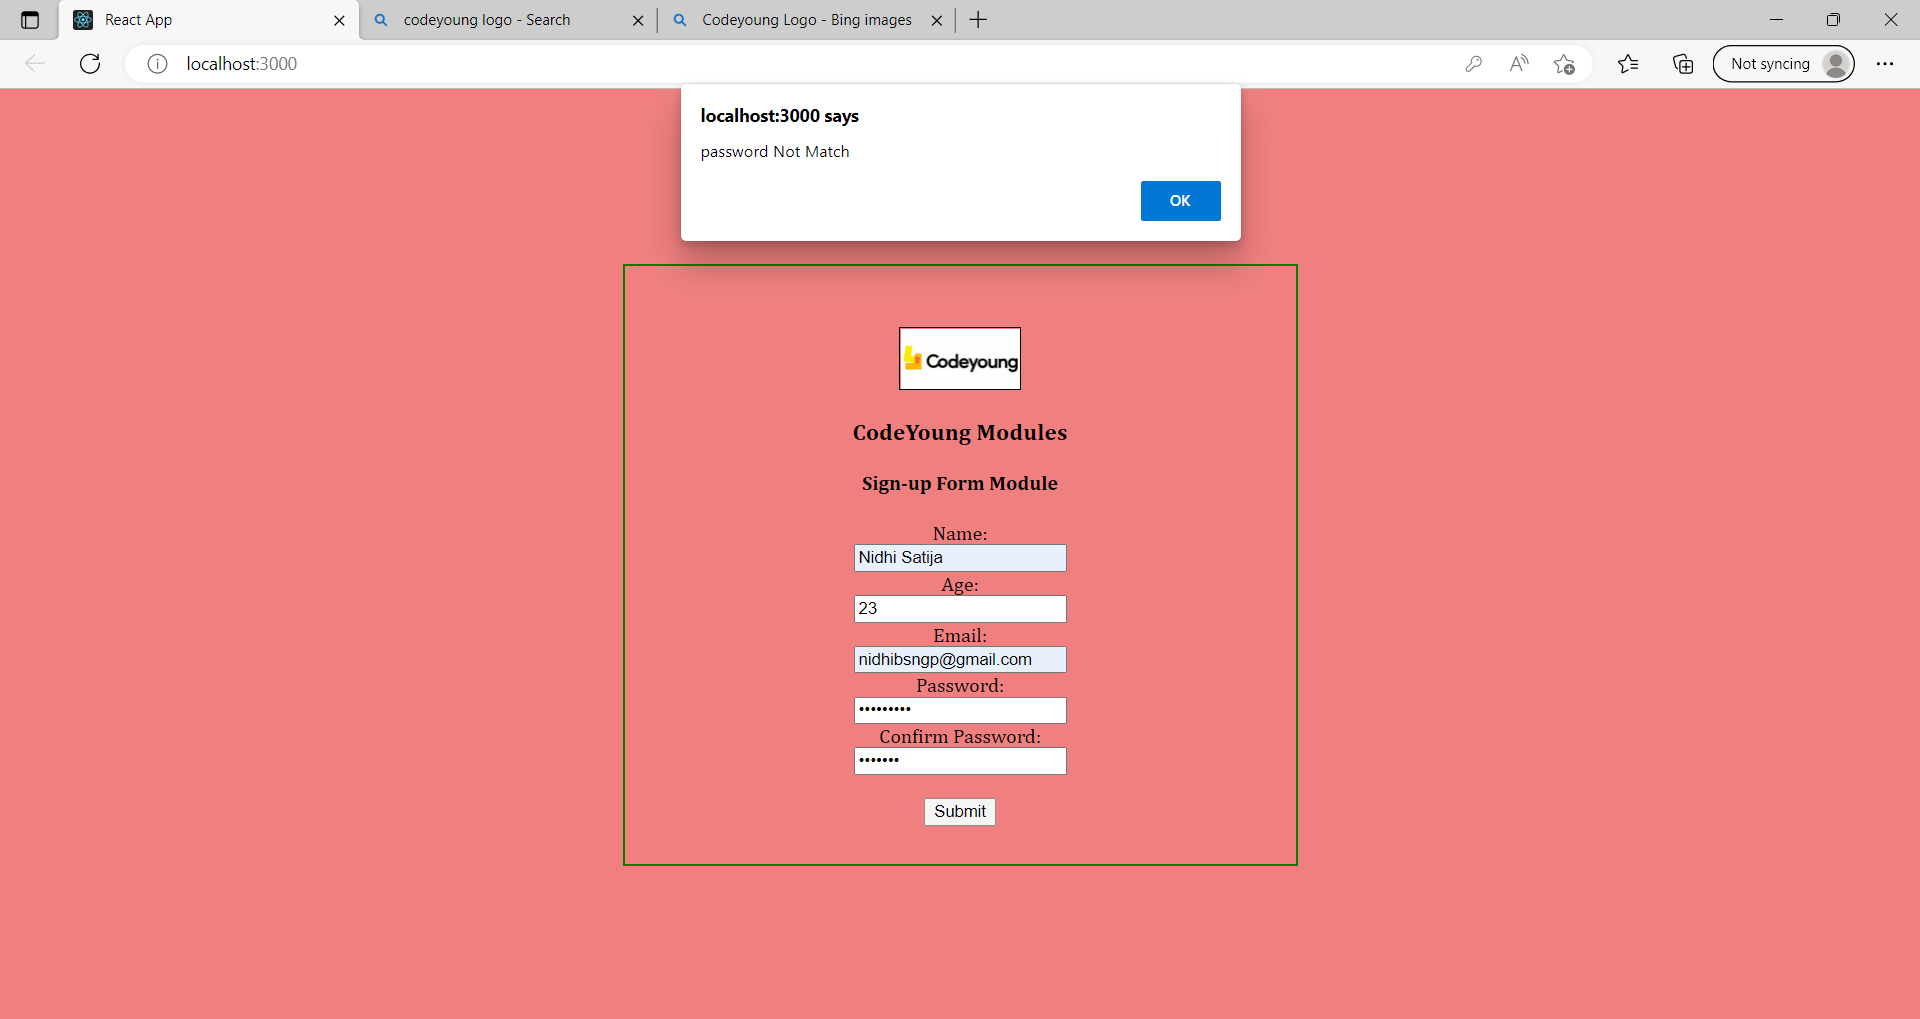 React App
codeyoung logo - Search
Codeyoung Logo - Bing images
localhost:3000
Not syncing
localhost:3000 says
password Not Match
OK
Codeyoung
CodeYoung Modules
Sign-up Form Module
Name:
Nidhi Satija
Age:
23
Email:
nidhibsngp@gmail.com
Password:
•••••••••
Confirm Password:
•••••••
Submit